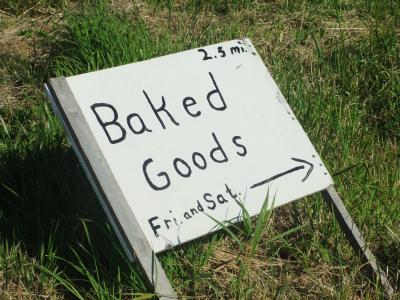 2.5 mi.
Baked
Goods
Fri. and Sat.